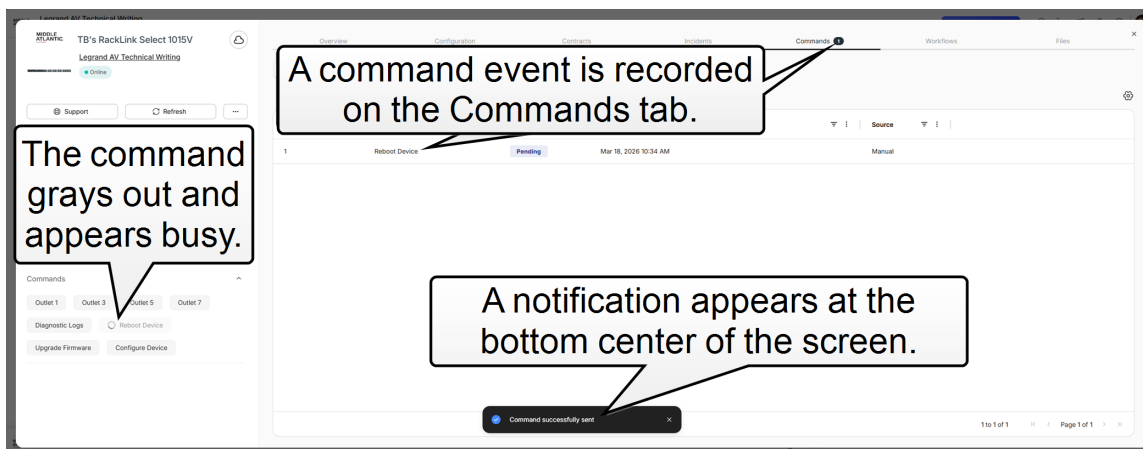 Legrand AV Technical Writing
MIDDLE ATLANTIC
TB's RackLink Select 1015V
Legrand AV Technical Writing
Online
Support
Refresh
Overview
Configuration
Contracts
Incidents
Commands 1
Workflows
Files
A command event is recorded
on the Commands tab.
Source
1
Reboot Device
Pending
Mar 18, 2026 10:34 AM
Manual
The command
grays out and
appears busy.
Commands
Outlet 1
Outlet 3
Outlet 5
Outlet 7
Diagnostic Logs
Reboot Device
Upgrade Firmware
Configure Device
A notification appears at the
bottom center of the screen.
Command successfully sent
1 to 1 of 1
Page 1 of 1